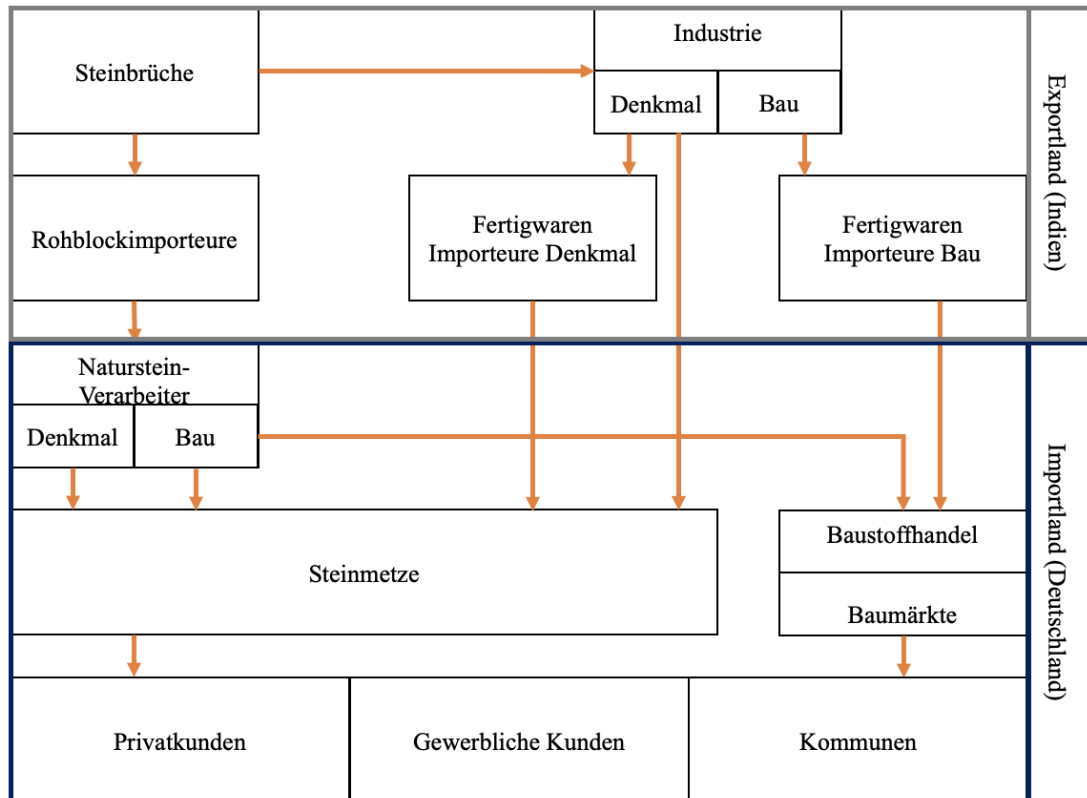 Industrie
Steinbrüche
Denkmal
Bau
Exportland (Indien)
Rohblockimporteure
Fertigwaren
Importeure Denkmal
Fertigwaren
Importeure Bau
Naturstein-
Verarbeiter
Denkmal
Bau
Importland (Deutschland)
Steinmetze
Baustoffhandel
Baumärkte
Privatkunden
Gewerbliche Kunden
Kommunen